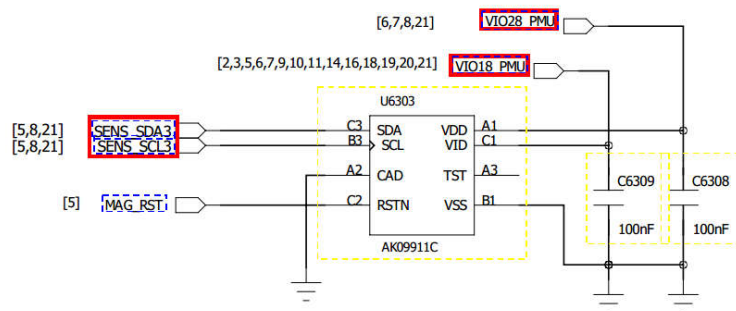 [6,7,8,21] VIO28_PMU
[2,3,5,6,7,9,10,11,14,16,18,19,20,21] VIO18_PMU
U6303
[5,8,21] SENS_SDA3 C3 SDA VDD A1
[5,8,21] SENS_SCL3 B3 SCL VID C1
A2 CAD TST A3 C6309 C6308
[5] MAG_RST C2 RSTN VSS B1
100nF 100nF
AK09911C